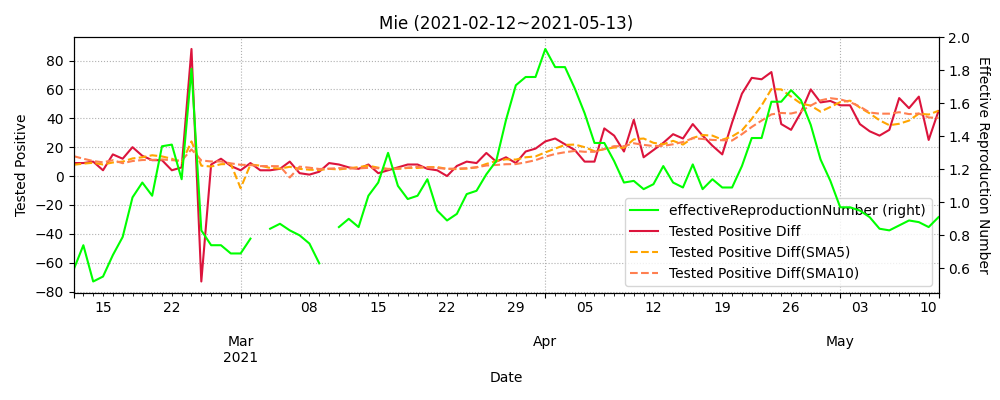 Mie (2021-02-12~2021-05-13)
Tested Positive
80
60
40
20
0
−20
−40
−60
−80
2.0
1.8
1.6
1.4
1.2
1.0
0.8
0.6
Effective Reproduction Number
effectiveReproductionNumber (right)
Tested Positive Diff
Tested Positive Diff(SMA5)
Tested Positive Diff(SMA10)
15 22 08 15 22 29 05 12 19 26 03 10
Mar Apr May
2021
Date